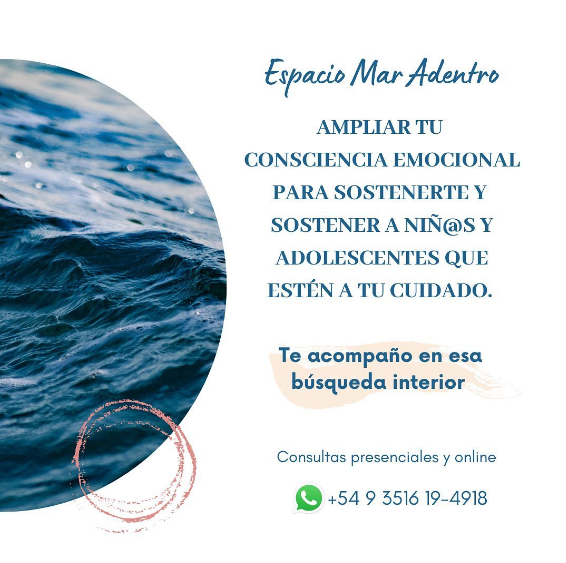 Espacio Mar Adentro
AMPLIAR TU
CONSCIENCIA EMOCIONAL
PARA SOSTENERTE Y
SOSTENER A NIÑ@S Y
ADOLESCENTES QUE
ESTÉN A TU CUIDADO.
Te acompaño en esa
búsqueda interior
Consultas presenciales y online
+54 9 3516 19-4918